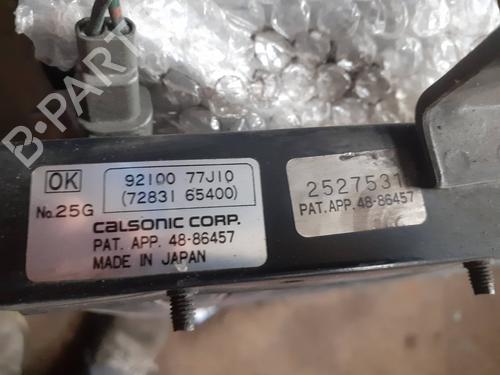 B-PARTS
OK
92100 77J10
(72831 65400)
No.25G
CALSONIC CORP.
PAT. APP. 48-86457
MADE IN JAPAN
2527531
PAT. APP. 48-86457